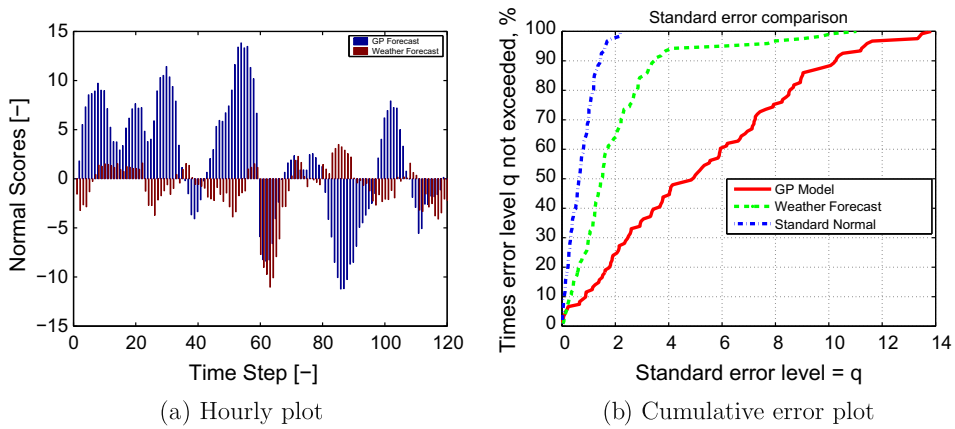 GP Forecast
Weather Forecast
15
10
5
0
−5
−10
−15
Normal Scores [−]
0 20 40 60 80 100 120
Time Step [−]
(a) Hourly plot
Standard error comparison
100
90
80
70
60
50
40
30
20
10
0
Times error level q not exceeded, %
GP Model
Weather Forecast
Standard Normal
0 2 4 6 8 10 12 14
Standard error level = q
(b) Cumulative error plot